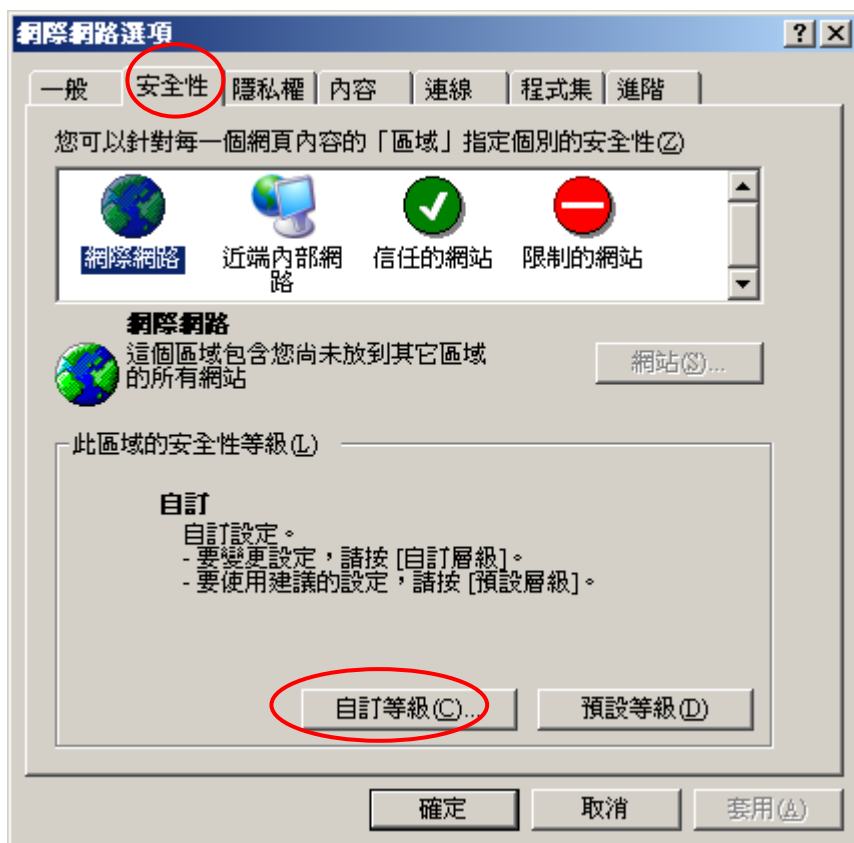 網際網路選項
一般 安全性 隱私權 內容 連線 程式集 進階
您可以針對每一個網頁內容的「區域」指定個別的安全性(Z)
網際網路 近端內部網路 信任的網站 限制的網站
網際網路
這個區域包含您尚未放到其它區域
的所有網站
網站(S)...
此區域的安全性等級(L)
自訂
自訂設定。
- 要變更設定，請按 [自訂層級]。
- 要使用建議的設定，請按 [預設層級]。
自訂等級(C)... 預設等級(D)
確定 取消 套用(A)